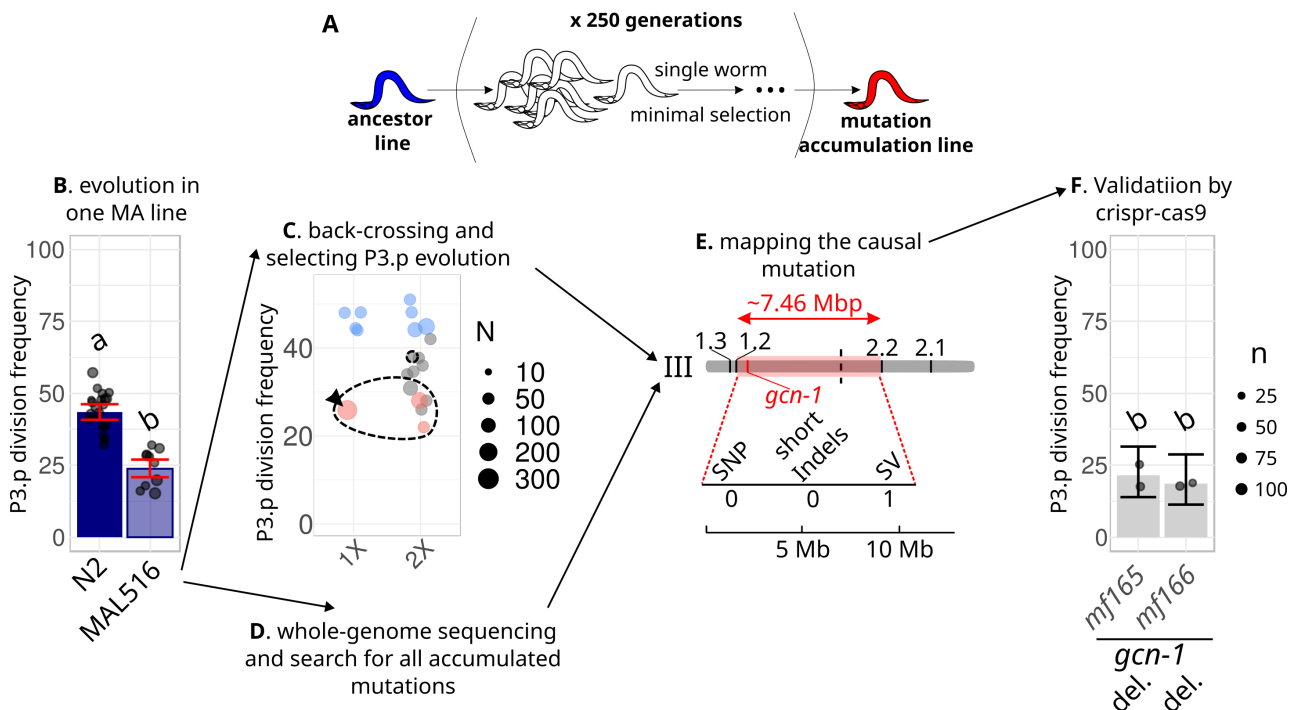 A
x 250 generations
single worm
minimal selection
ancestor
line
mutation
accumulation line
B. evolution in
one MA line
P3.p division frequency
100
75
50
25
0
a
b
N2
MAL516
C. back-crossing and
selecting P3.p evolution
P3.p division frequency
40
20
0
1X
2X
N
10
50
100
200
300
D. whole-genome sequencing
and search for all accumulated
mutations
E. mapping the causal
mutation
~7.46 Mbp
1.3
1.2
2.2
2.1
III
gcn-1
SNP
short
Indels
SV
0
0
1
5 Mb
10 Mb
F. Validatiion by
crispr-cas9
P3.p division frequency
100
75
50
25
0
b
b
mf165
mf166
gcn-1
del.
del.
n
25
50
75
100